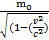 m₀
√(1-(v²/c²)